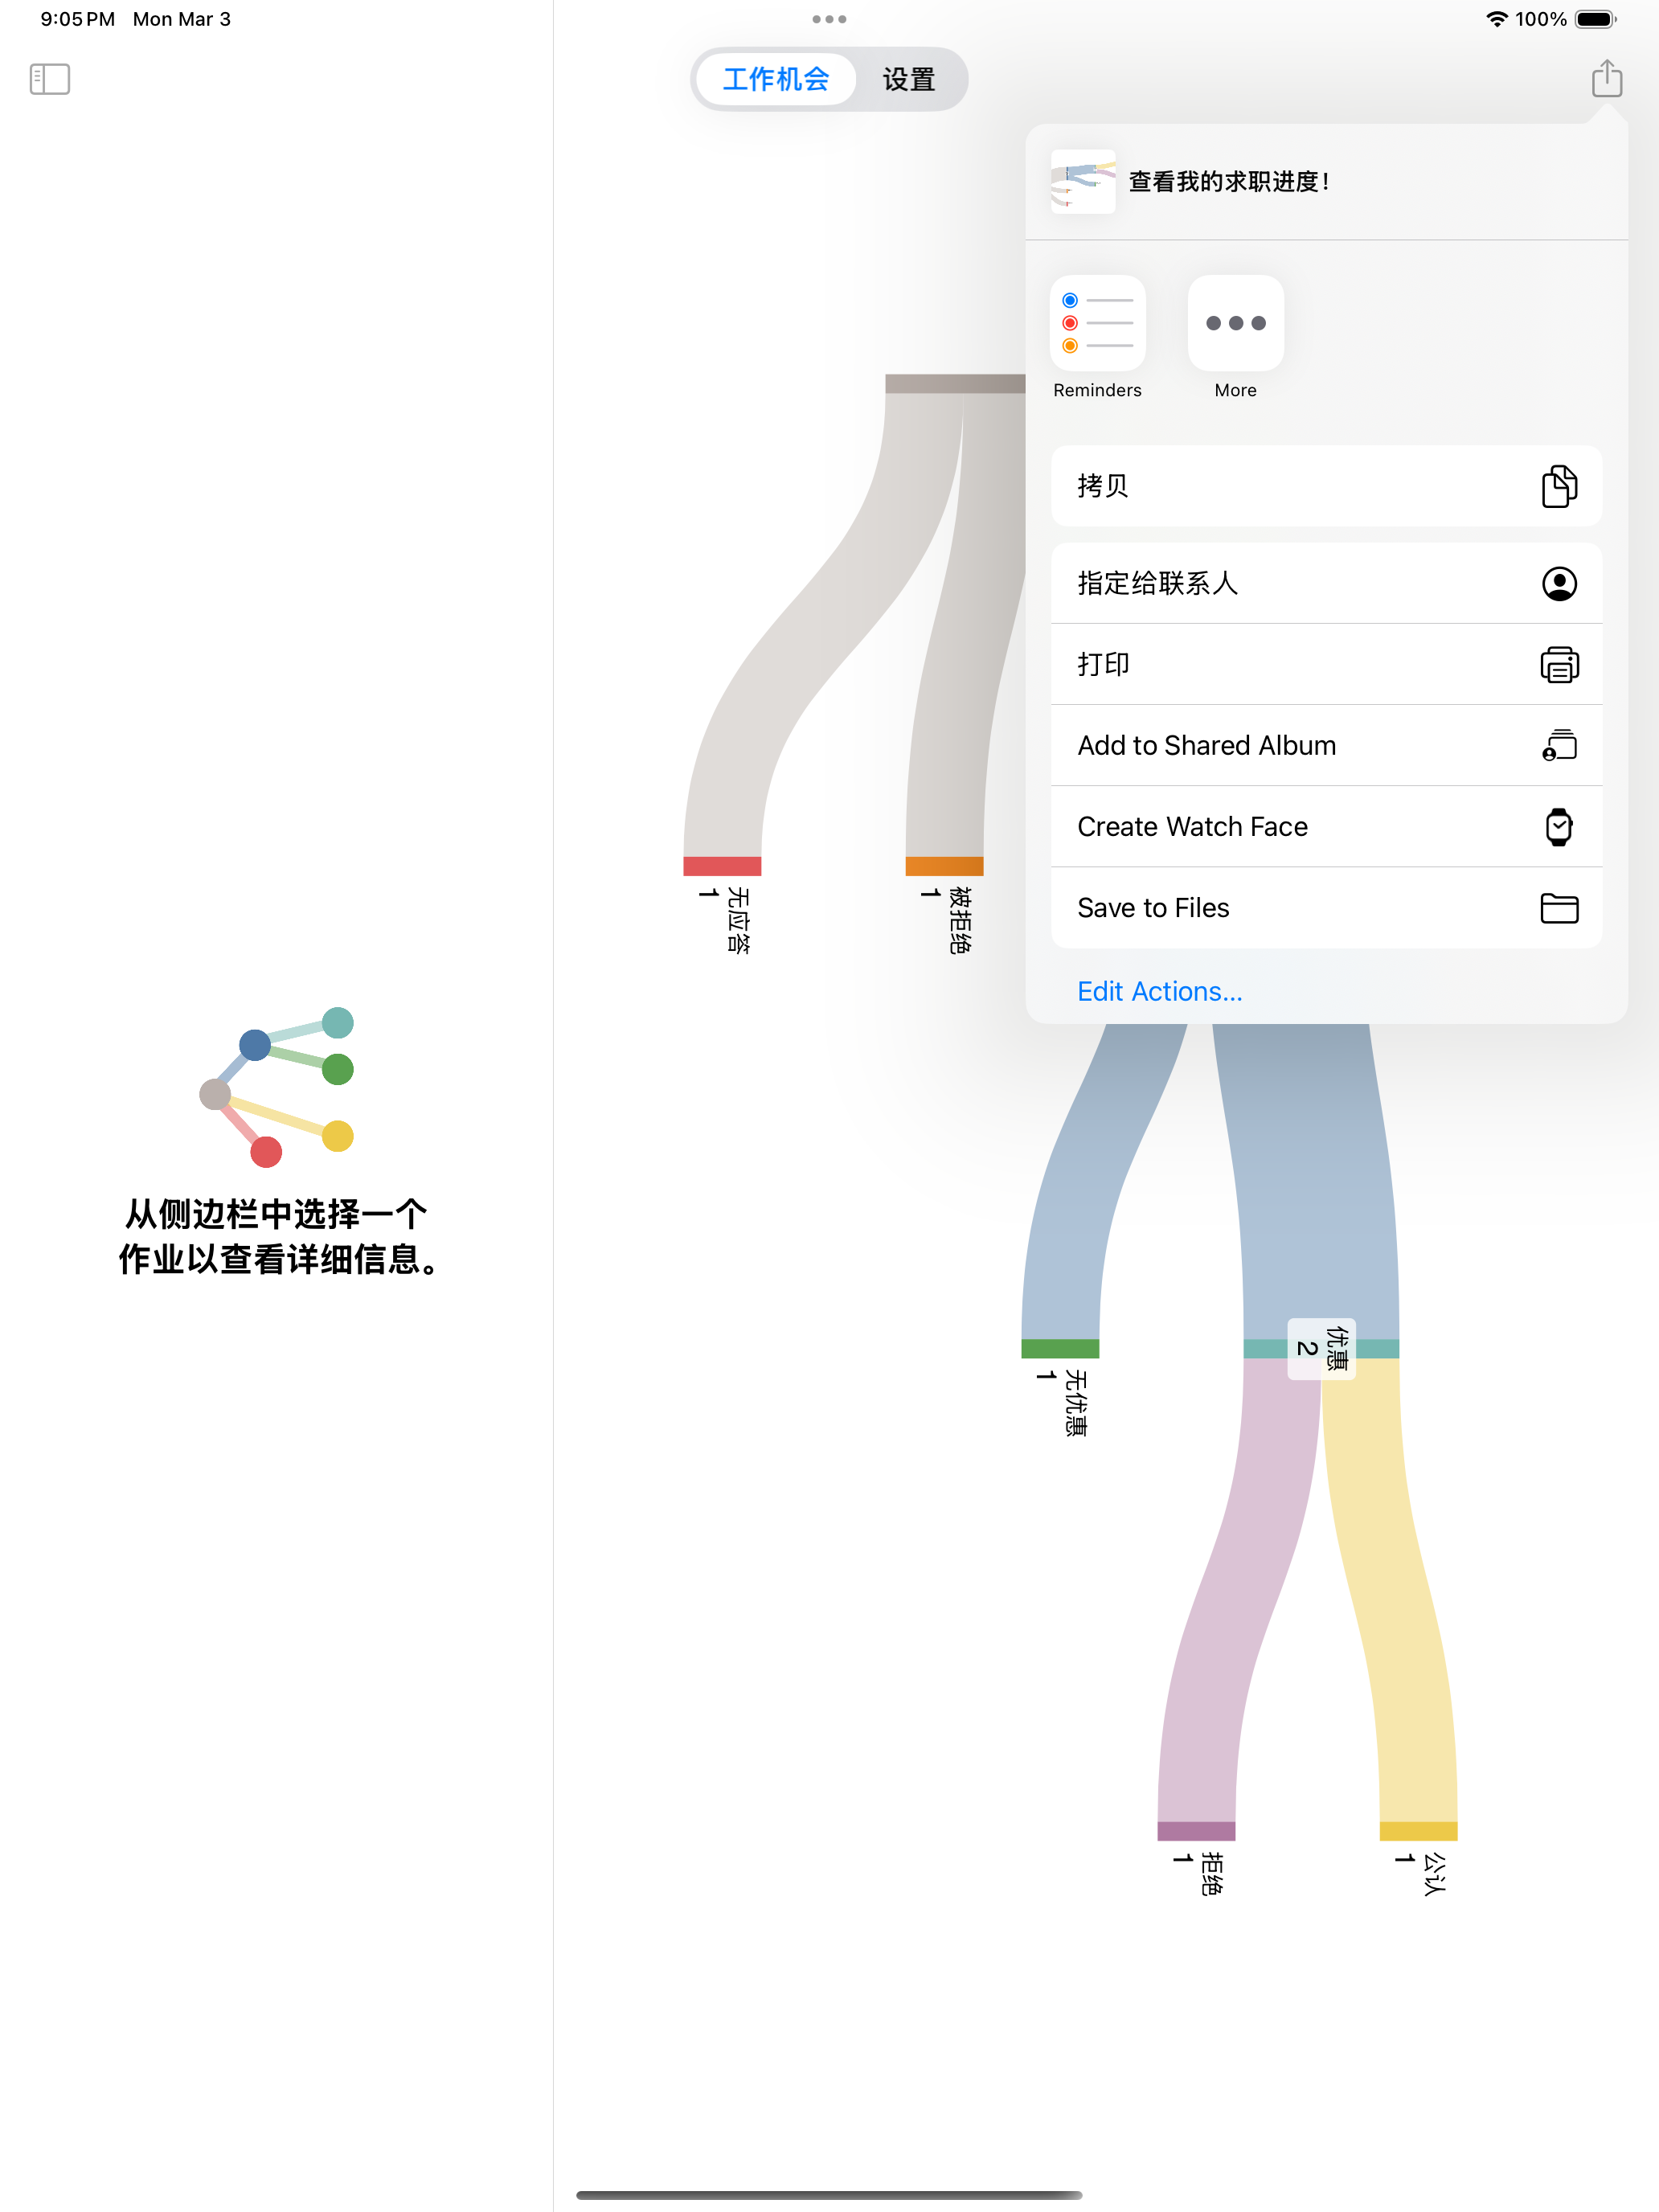 9:05 PM Mon Mar 3
100%
工作机会
设置
查看我的求职进度！
Reminders
More
拷贝
指定给联系人
打印
Add to Shared Album
Create Watch Face
Save to Files
Edit Actions...
无应答
1
被拒绝
1
从侧边栏中选择一个
作业以查看详细信息。
优惠
2
无优惠
1
拒绝
1
公认
1